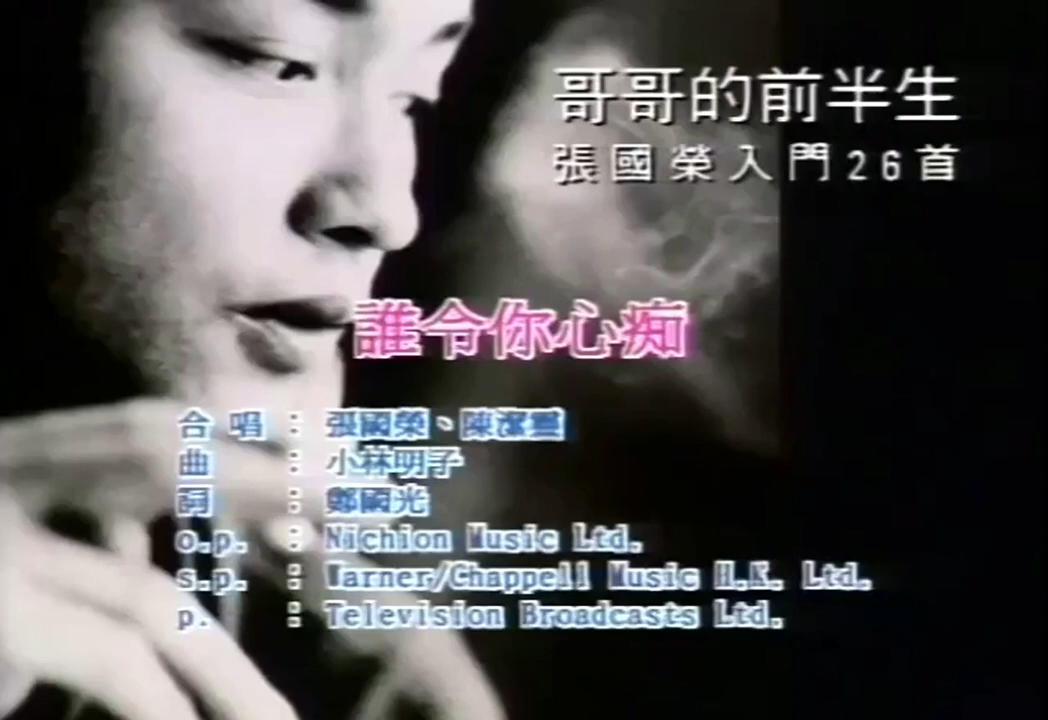 哥哥的前半生
張國榮入門26首
誰令你心痴
合唱：張國榮、陳潔靈
曲：小林明子
詞：鄭國光
o.p. : Nichion Music Ltd.
s.p. : Warner/Chappell Music H.K. Ltd.
p. : Television Broadcasts Ltd.